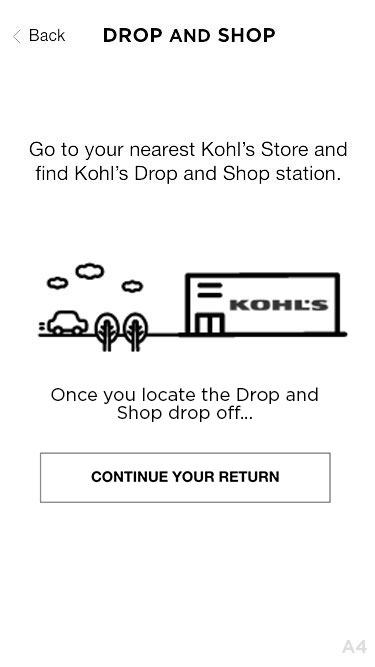 Back
DROP AND SHOP
Go to your nearest Kohl's Store and
find Kohl's Drop and Shop station.
KOHL'S
Once you locate the Drop and
Shop drop off...
CONTINUE YOUR RETURN
A4